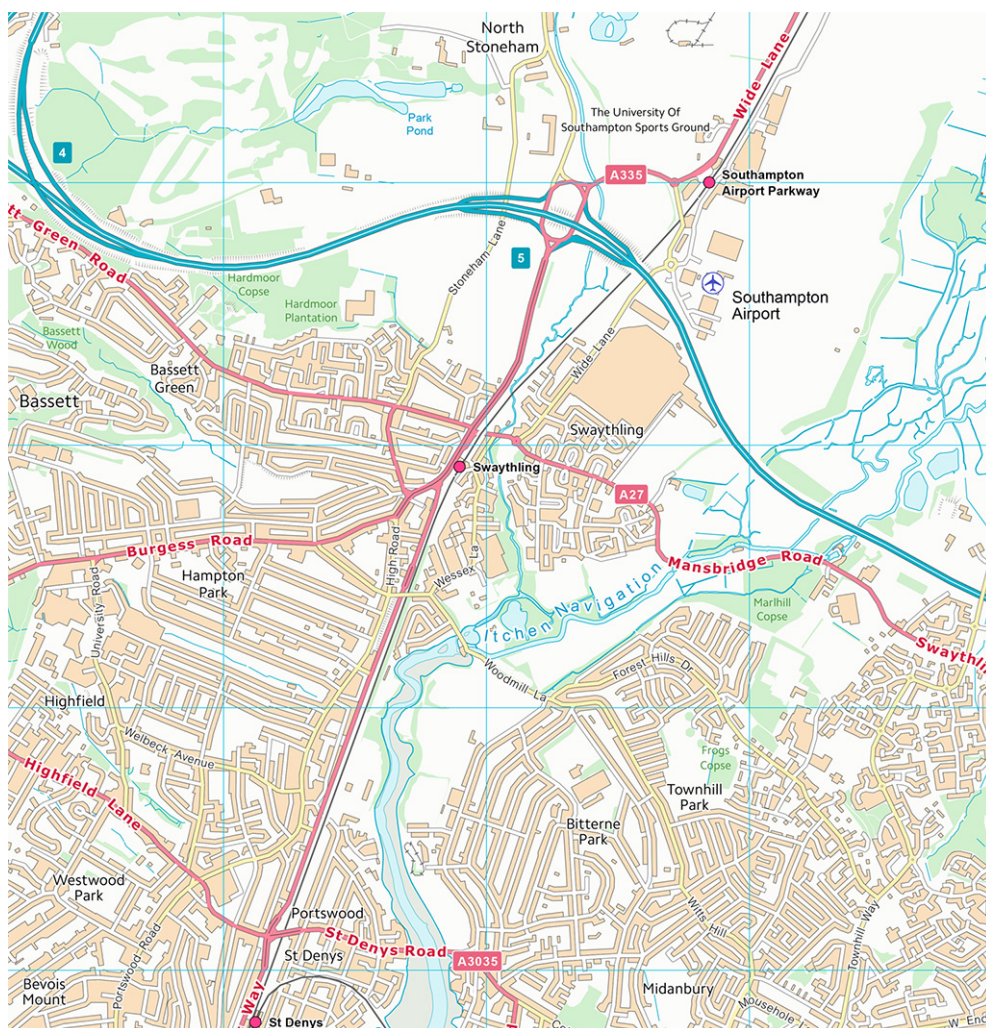 North
Stoneham
Wide Lane
Park
Pond
The University Of
Southampton Sports Ground
4
A335
Southampton
Airport Parkway
tt Green Road
Stoneham Lane
5
Hardmoor
Copse
Hardmoor
Plantation
Southampton
Airport
Bassett
Wood
Bassett
Green
Wide Lane
Bassett
Swaythling
Swaythling
A27
Burgess Road
High Road
Mansbridge Road
Hampton
Park
Wessex La
University Road
Itchen Navigation
Marlhill
Copse
Swaythli
Woodmill La
Forest Hills Dr
Highfield
Welbeck Avenue
Frogs
Copse
Highfield Lane
Townhill
Park
Bitterne
Park
Westwood
Park
Witts Hill
Townhill Way
Portswood
St Denys Road
Portswood Road
St Denys
A3035
Bevois
Mount
Way
Midanbury
Mousehole
St Denys
W End